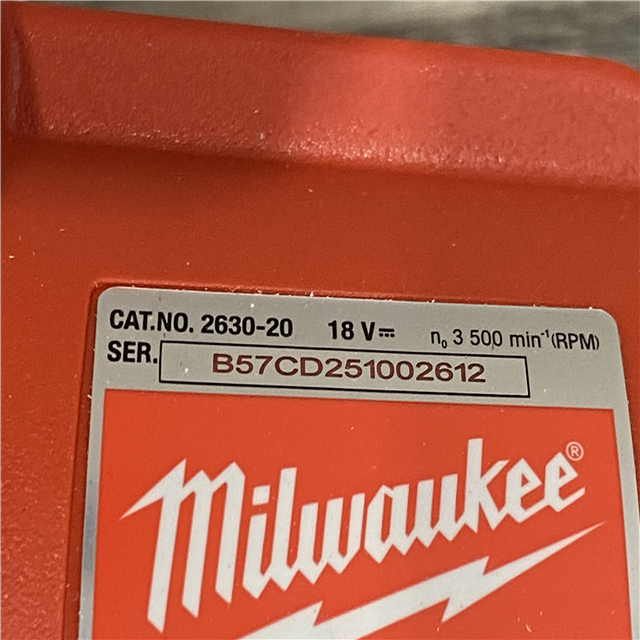 CAT.NO. 2630-20 18 V⎓ n₀ 3 500 min⁻¹(RPM)
SER. B57CD251002612
Milwaukee®